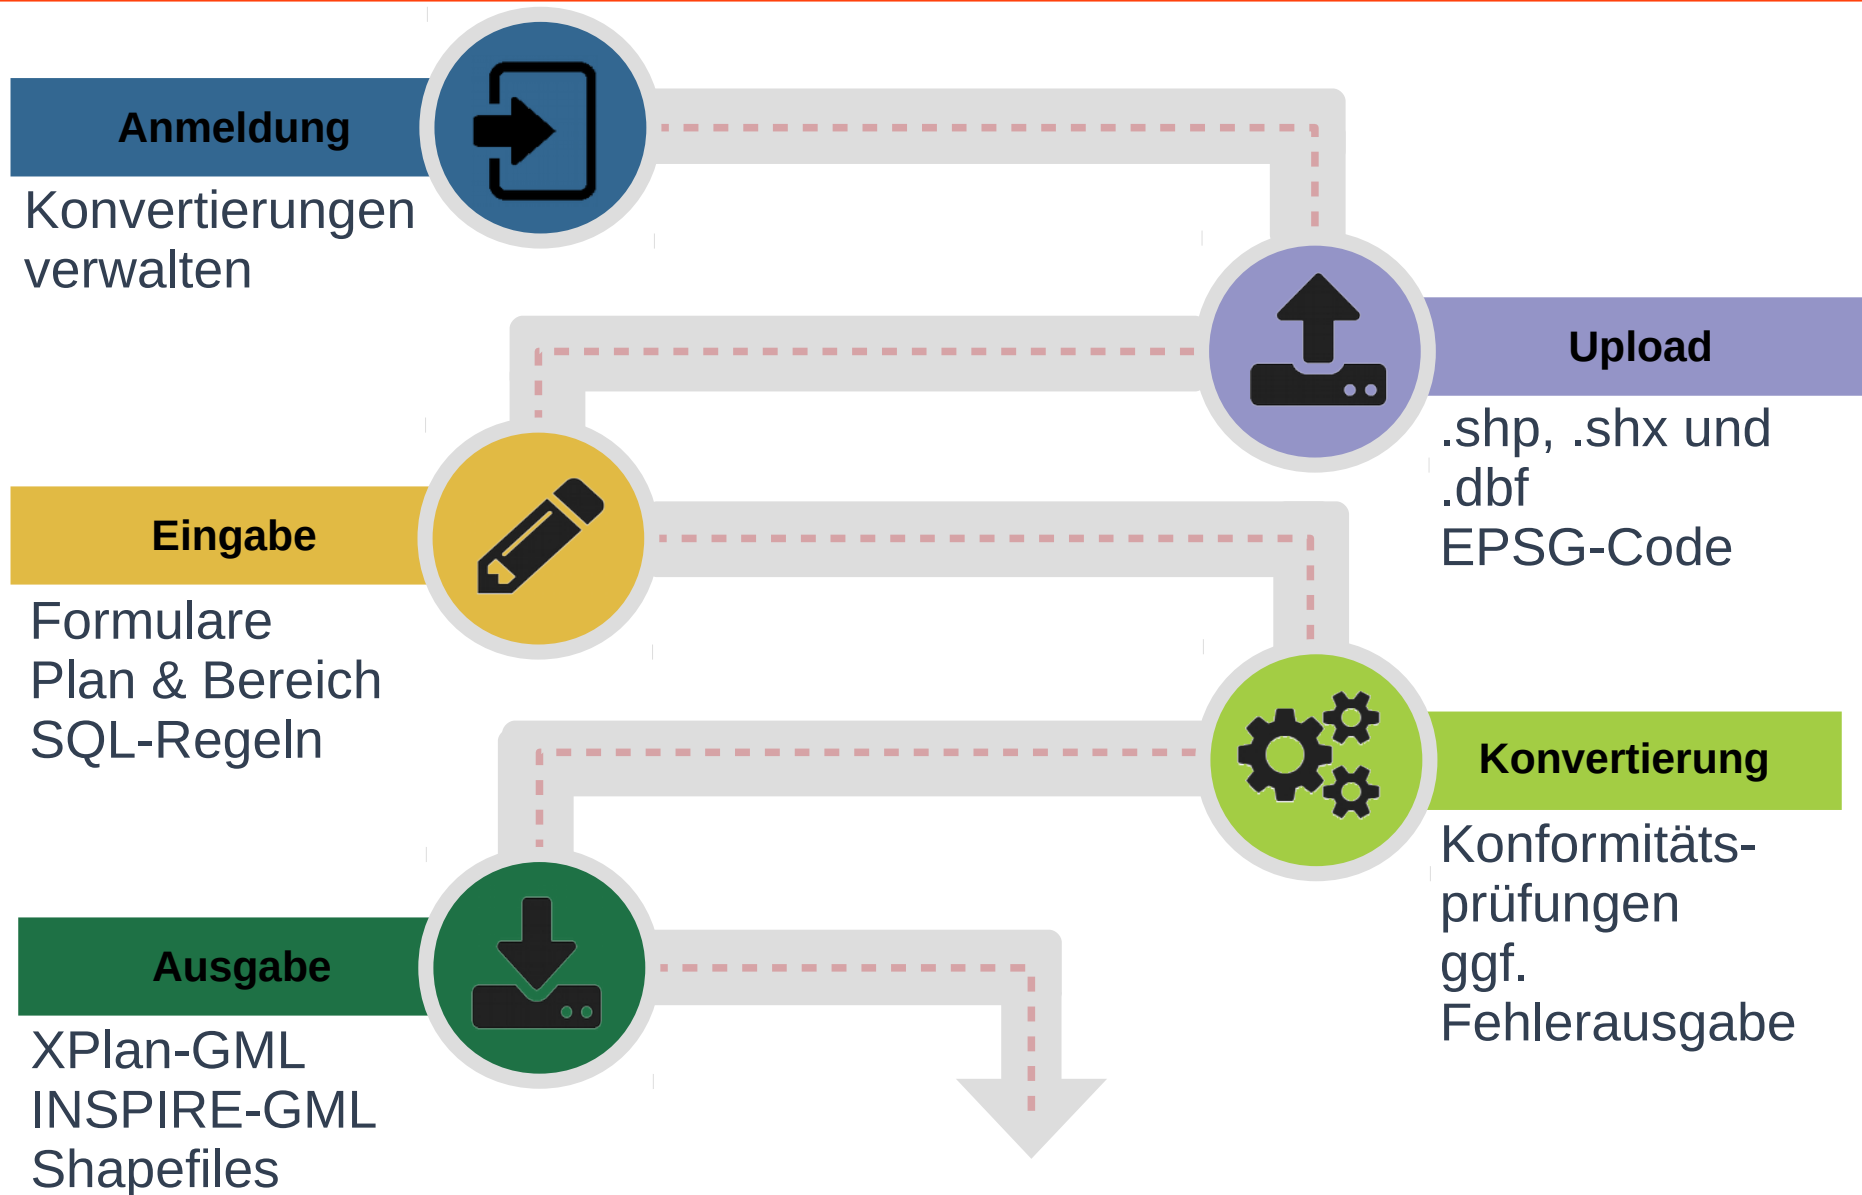 Anmeldung
Konvertierungen
verwalten
Upload
.shp, .shx und
.dbf
EPSG-Code
Eingabe
Formulare
Plan & Bereich
SQL-Regeln
Konvertierung
Konformitäts-
prüfungen
ggf.
Fehlerausgabe
Ausgabe
XPlan-GML
INSPIRE-GML
Shapefiles